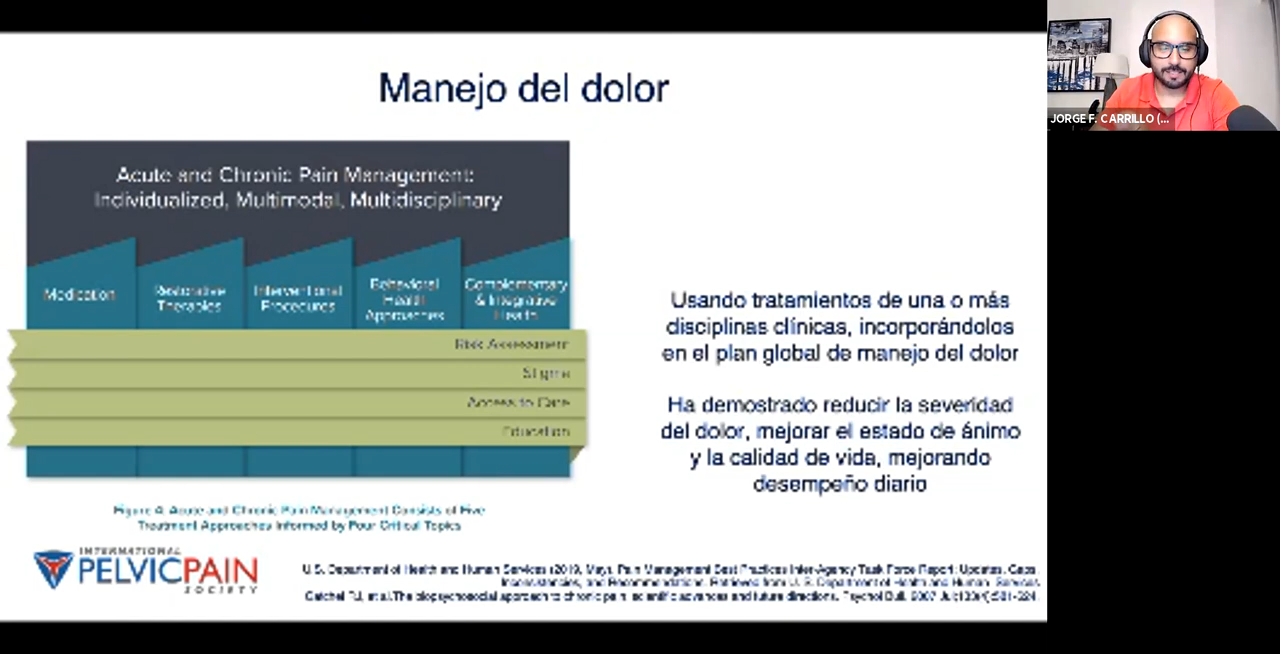 Manejo del dolor
JORGE F. CARRILLO (...
Acute and Chronic Pain Management:
Individualized, Multimodal, Multidisciplinary
Medication
Restorative
Therapies
Interventional
Procedures
Behavioral
Health
Approaches
Complementary
& Integrative
Health
Risk Assessment
Stigma
Access to Care
Education
Usando tratamientos de una o más
disciplinas clínicas, incorporándolos
en el plan global de manejo del dolor
Ha demostrado reducir la severidad
del dolor, mejorar el estado de ánimo
y la calidad de vida, mejorando
desempeño diario
Figure 4: Acute and Chronic Pain Management Consists of Five
Treatment Approaches Informed by Four Critical Topics
INTERNATIONAL
PELVICPAIN
SOCIETY
U.S. Department of Health and Human Services (2019, May). Pain Management Best Practices Inter-Agency Task Force Report: Updates, Gaps,
Inconsistencies, and Recommendations. Retrieved from U. S. Department of Health and Human Services
Gatchel RJ, et al. The biopsychosocial approach to chronic pain: scientific advances and future directions. Psychol Bull. 2007 Jul;133(4):581-624.